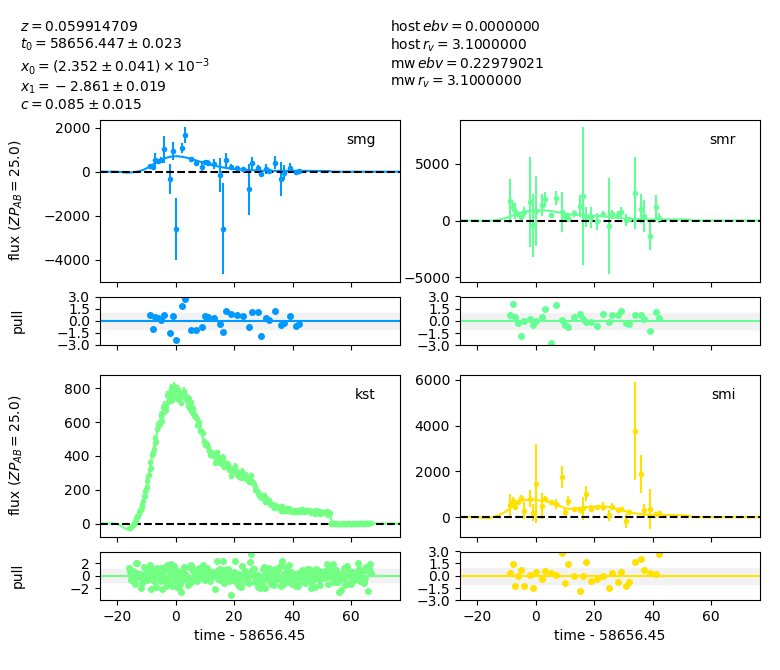 z = 0.059914709
t₀ = 58656.447 ± 0.023
x₀ = (2.352 ± 0.041) × 10⁻³
x₁ = −2.861 ± 0.019
c = 0.085 ± 0.015
host ebv = 0.0000000
host r_v = 3.1000000
mw ebv = 0.22979021
mw r_v = 3.1000000
smg
flux (ZP_AB = 25.0)
2000
0
−2000
−4000
smr
5000
0
−5000
pull
3.0
1.5
0.0
−1.5
−3.0
3.0
1.5
0.0
−1.5
−3.0
kst
flux (ZP_AB = 25.0)
800
600
400
200
0
smi
6000
4000
2000
0
pull
2
0
−2
3.0
1.5
0.0
−1.5
−3.0
−20 0 20 40 60
−20 0 20 40 60
time - 58656.45
time - 58656.45